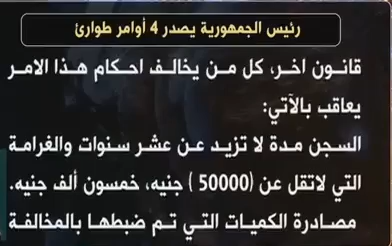 رئيس الجمهورية يصدر 4 أوامر طوارئ
قانون اخر، كل من يخالف احكام هذا الامر
يعاقب بالآتي:
السجن مدة لا تزيد عن عشر سنوات والغرامة
التي لاتقل عن (50000 ) جنيه، خمسون ألف جنيه.
مصادرة الكميات التي تم ضبطها بالمخالفة